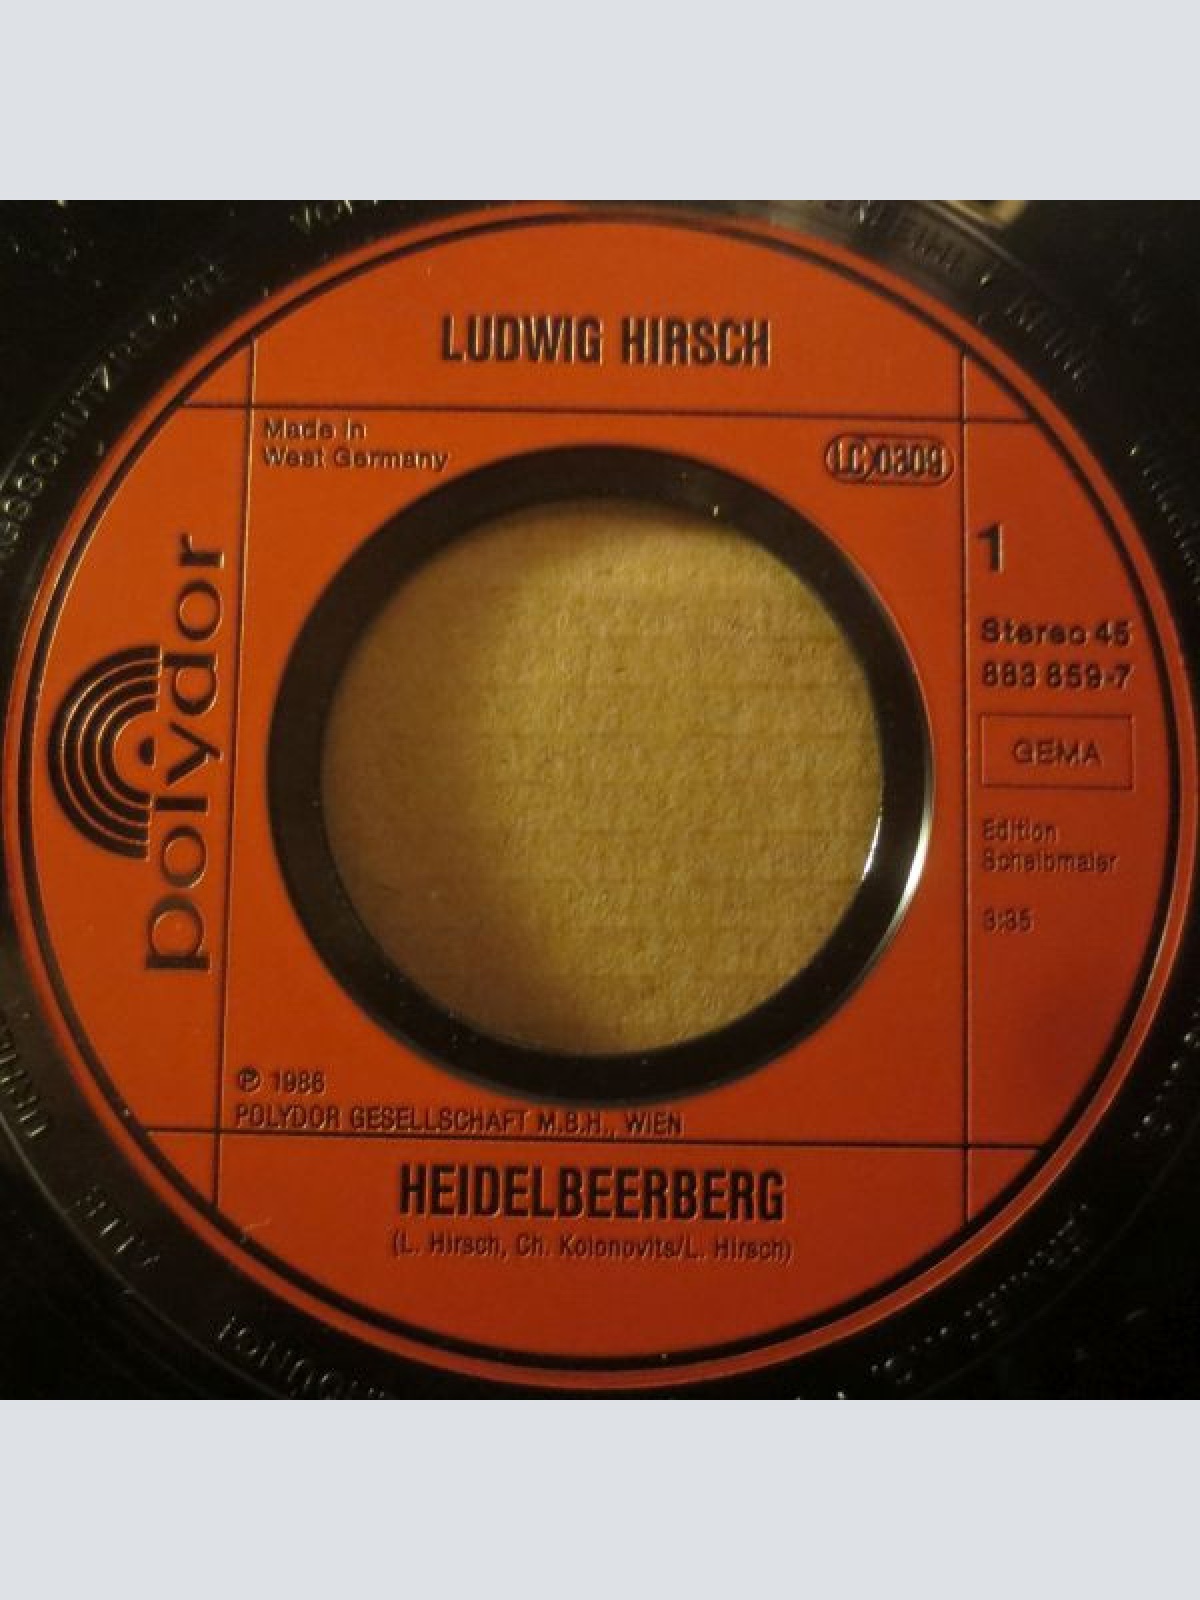 LUDWIG HIRSCH
Made in
West Germany
LC 0309
polydor
1
Stereo 45
883 859-7
GEMA
Edition
Scheibmaier
3:35
℗ 1986
POLYDOR GESELLSCHAFT M.B.H., WIEN
HEIDELBEERBERG
(L. Hirsch, Ch. Kolonovits/L. Hirsch)